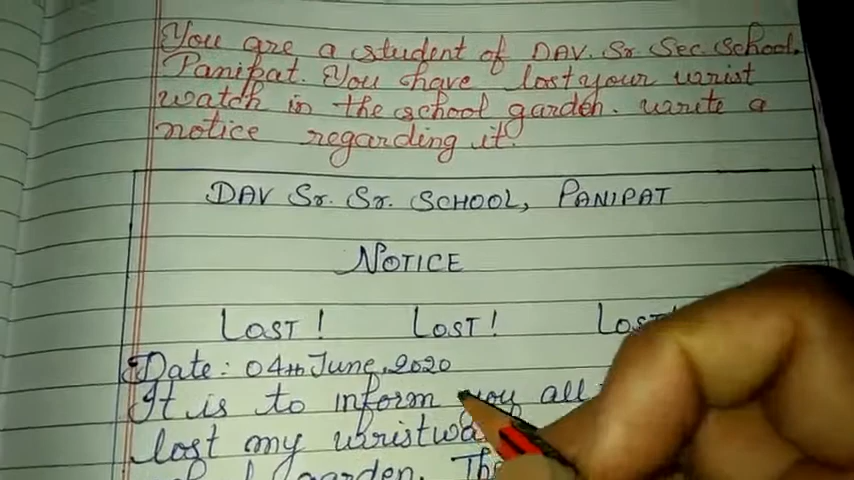 You are a student of DAV. Sr. Sec. School,
Panipat. You have lost your wrist
watch in the school garden. write a
notice regarding it.
DAV Sr. Sr. SCHOOL, PANIPAT
NOTICE
LOST! LOST! LOST!
Date: 04th June, 2020
It is to inform you all
lost my
garden.